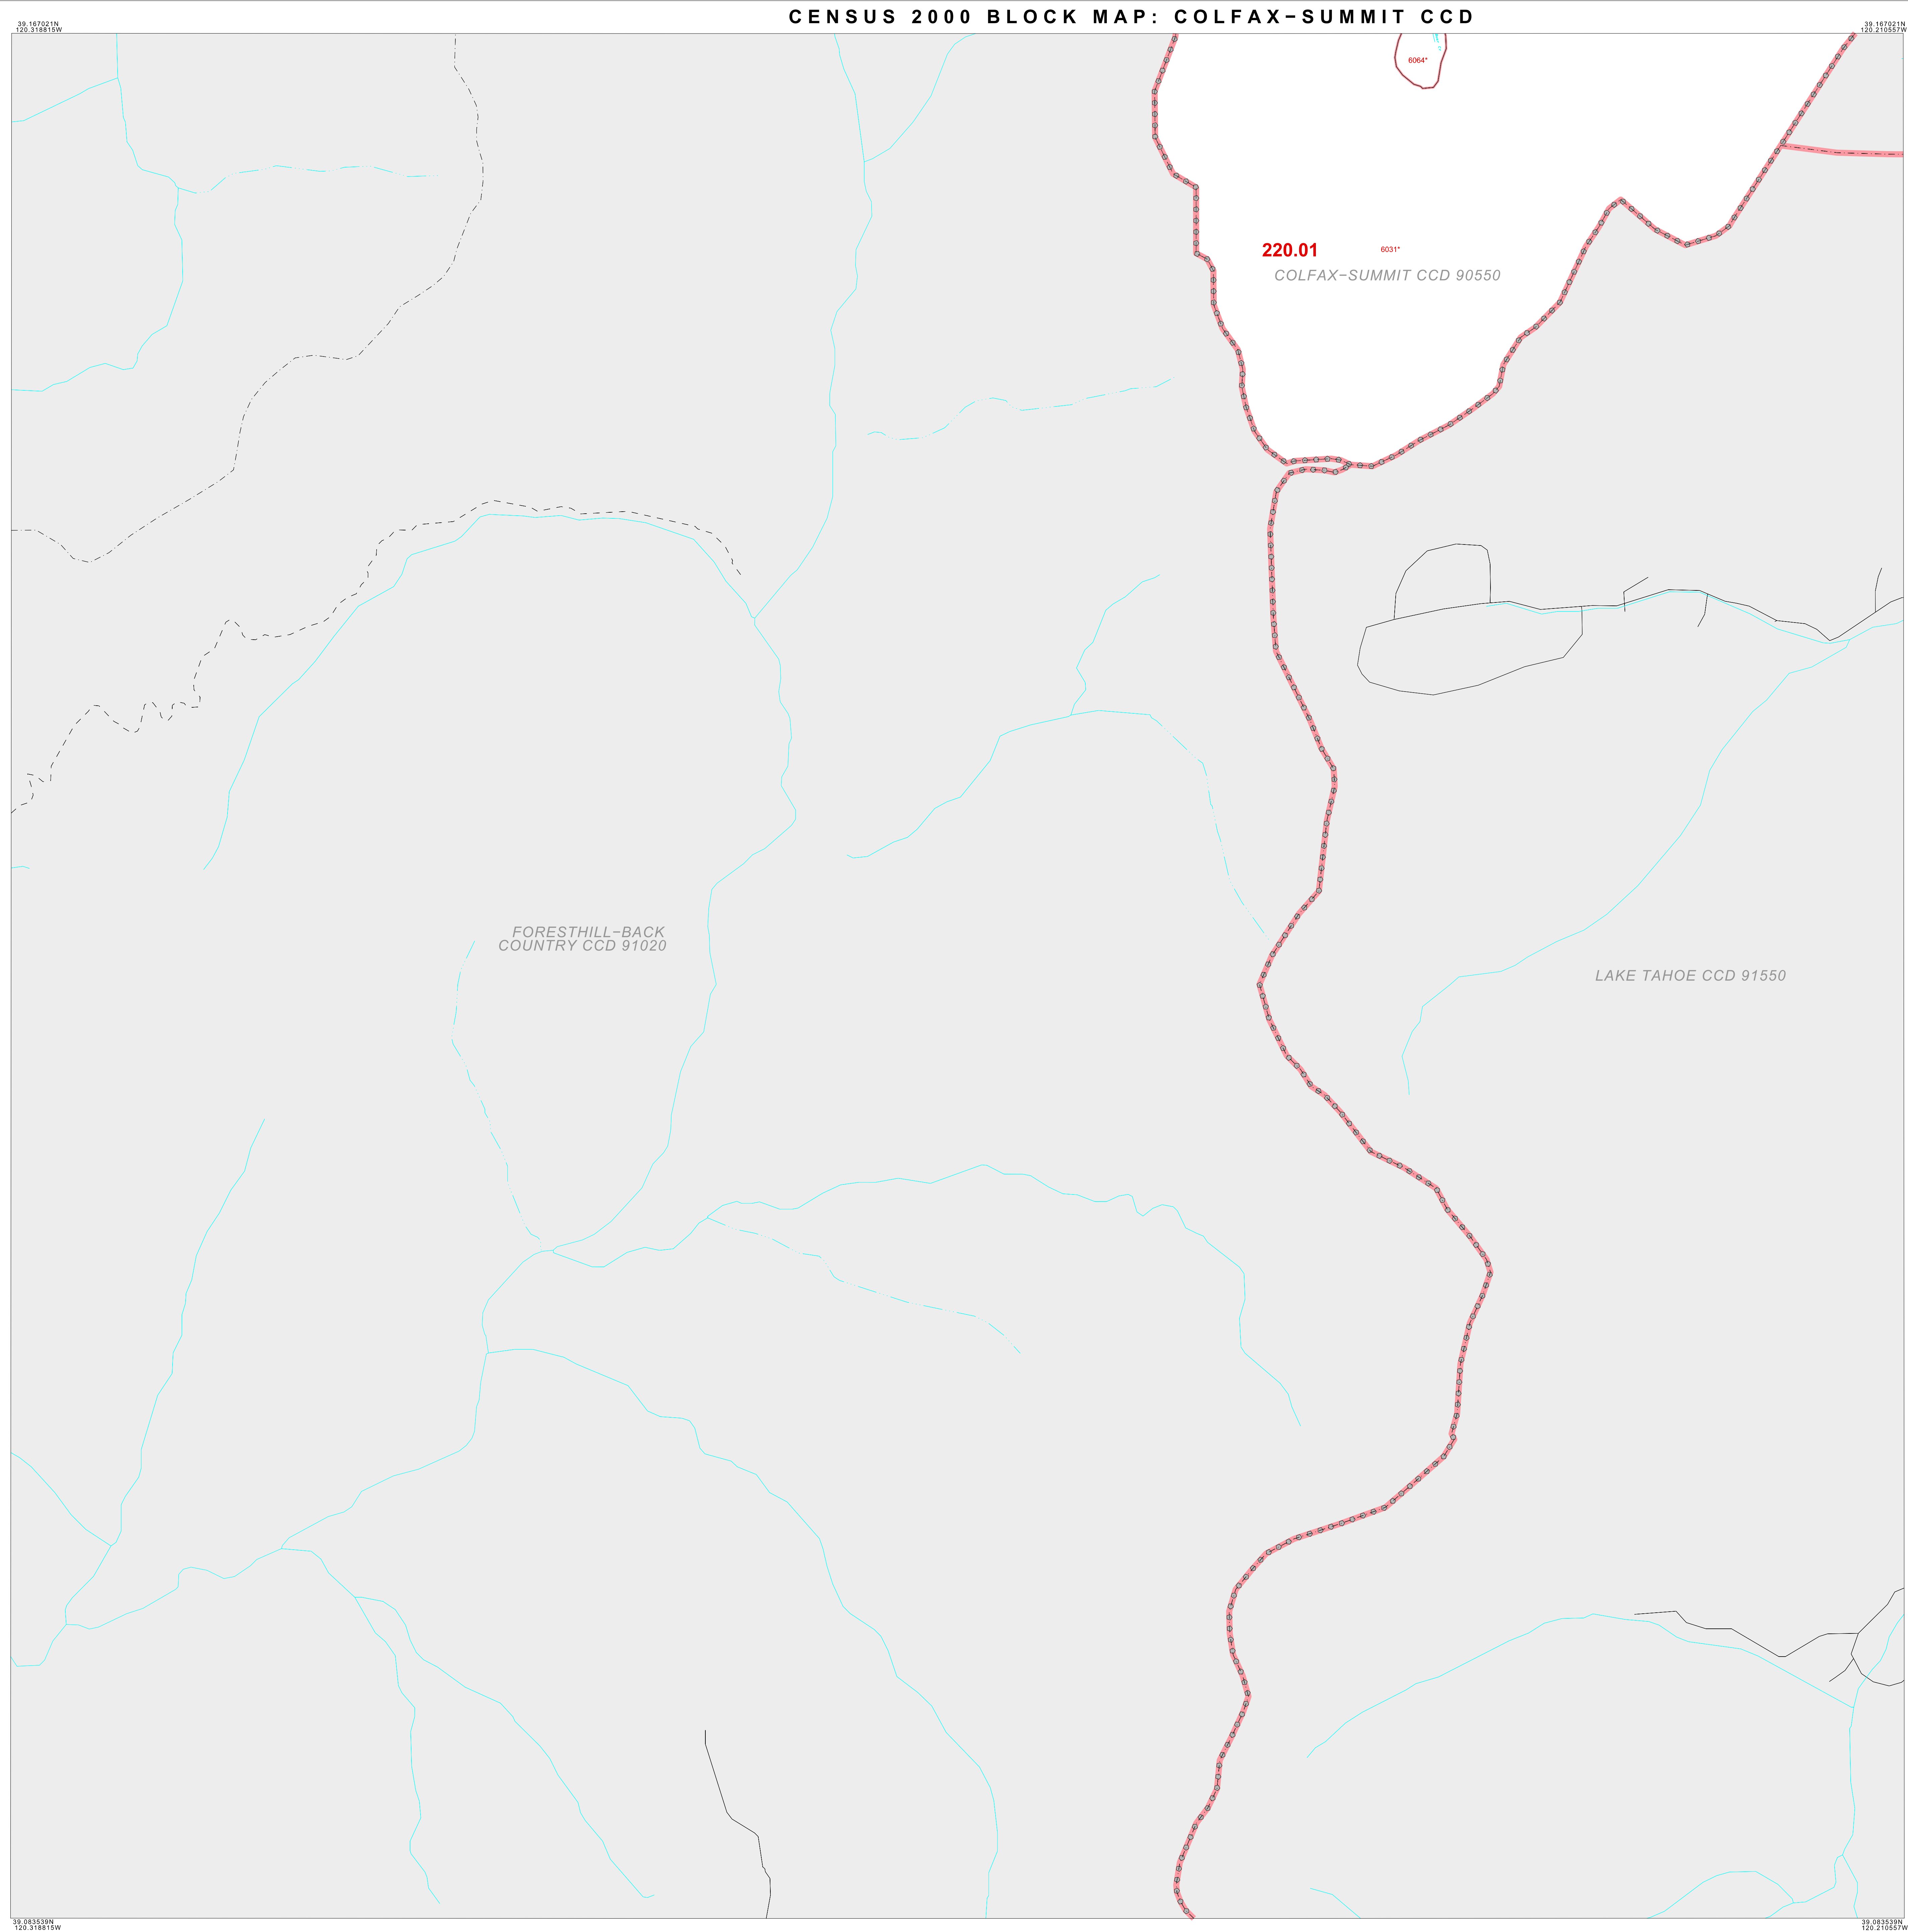 CENSUS 2000 BLOCK MAP: COLFAX−SUMMIT CCD
39.167021N
120.318815W
39.167021N
120.210557W
6064*
220.01
6031*
COLFAX−SUMMIT CCD 90550
FORESTHILL−BACK
COUNTRY CCD 91020
LAKE TAHOE CCD 91550
39.083539N
120.318815W
39.083539N
120.210557W